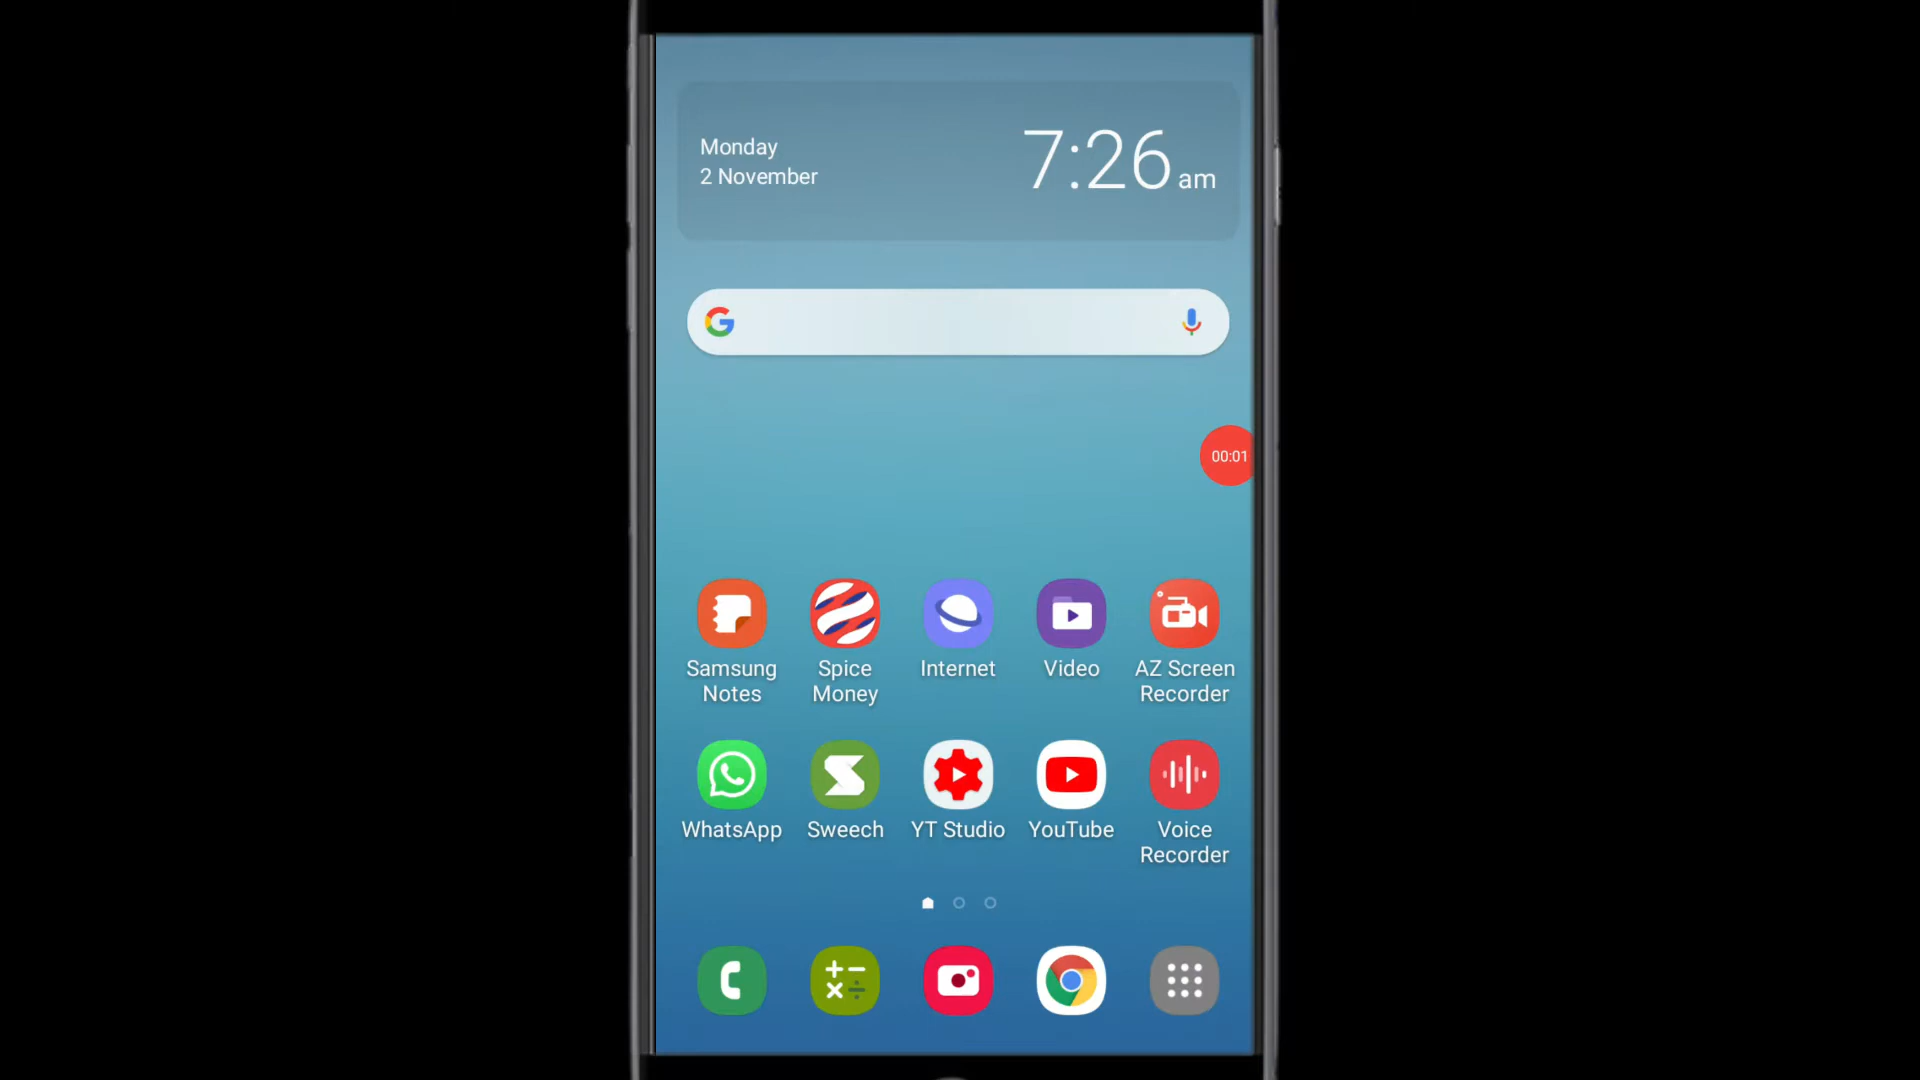 Monday
2 November
7:26 am
00:01
Samsung Notes
Spice Money
Internet
Video
AZ Screen Recorder
WhatsApp
Sweech
YT Studio
YouTube
Voice Recorder